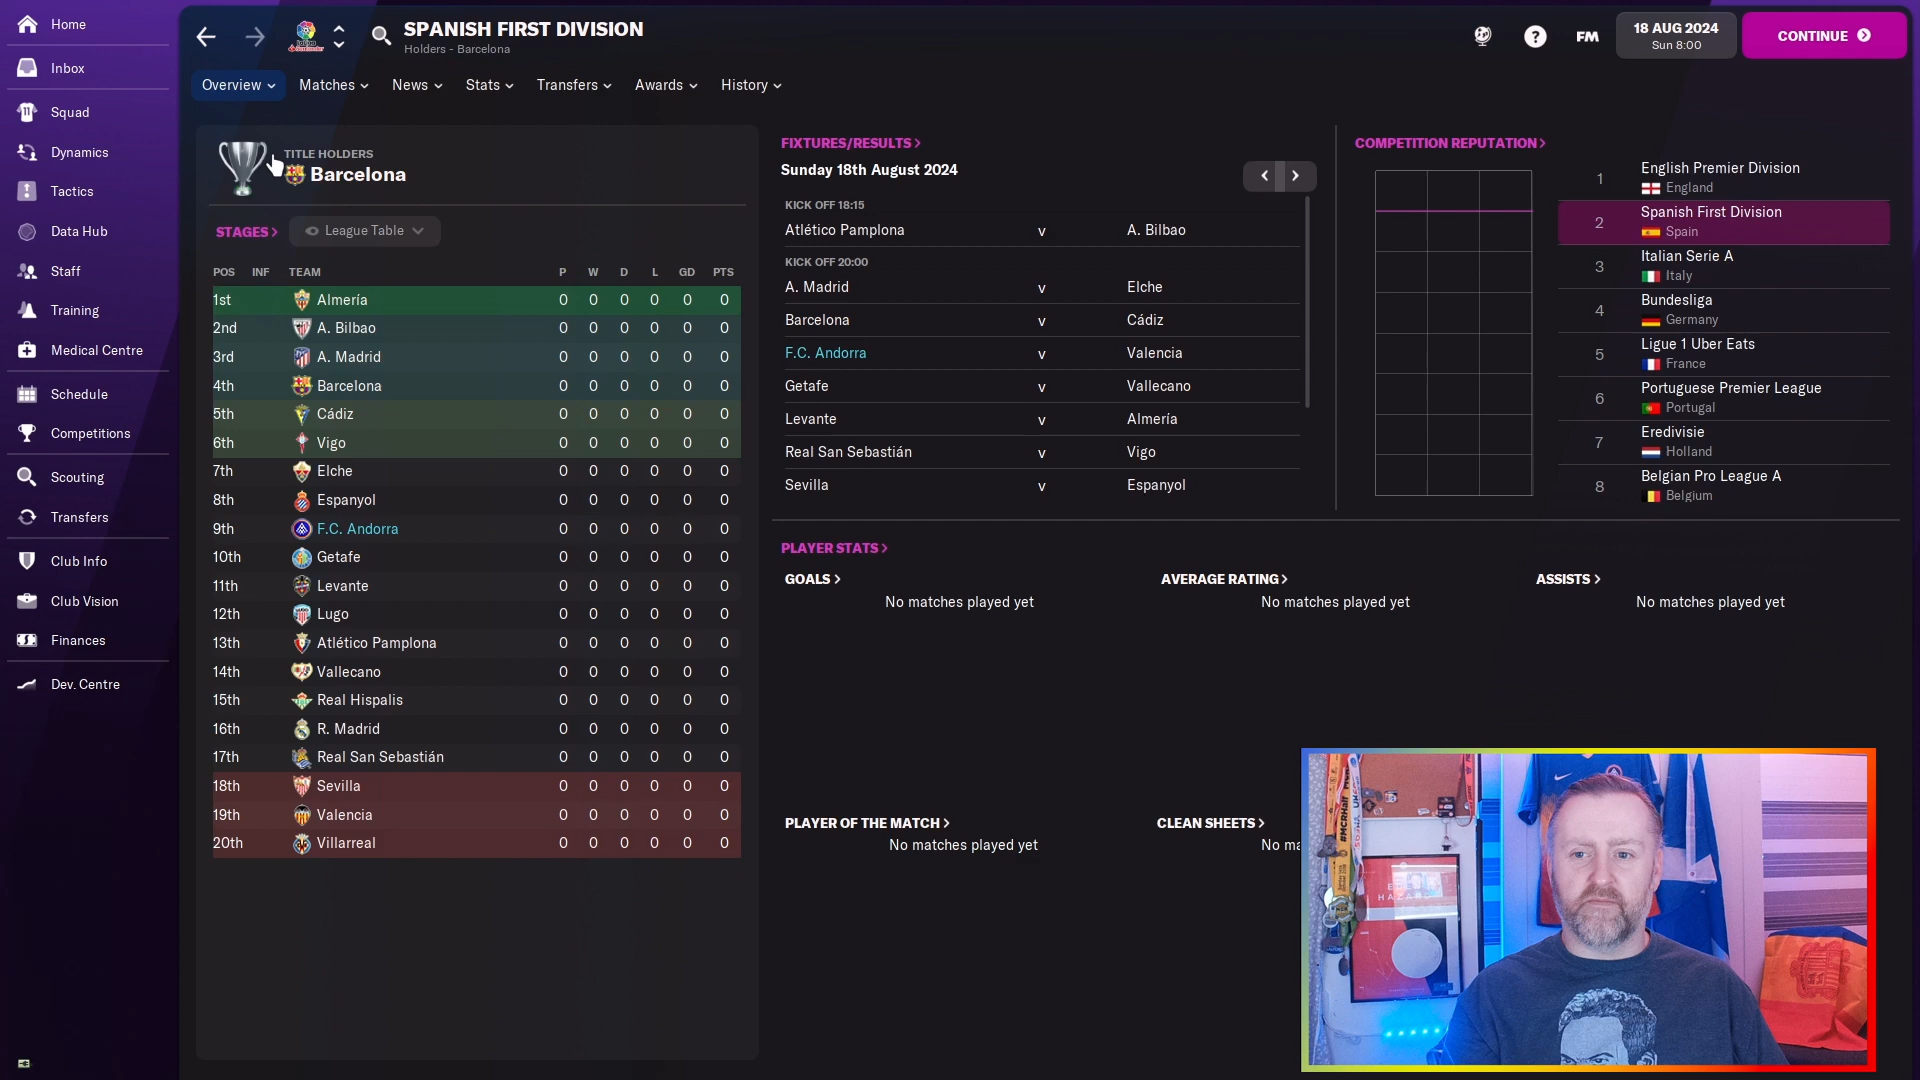 Home
Inbox
Squad
Dynamics
Tactics
Data Hub
Staff
Training
Medical Centre
Schedule
Competitions
Scouting
Transfers
Club Info
Club Vision
Finances
Dev. Centre
SPANISH FIRST DIVISION
Holders - Barcelona
FM
18 AUG 2024
Sun 8:00
CONTINUE
Overview Matches News Stats Transfers Awards History
TITLE HOLDERS
Barcelona
STAGES > League Table
POS INF TEAM P W D L GD PTS
1st Almería 0 0 0 0 0 0
2nd A. Bilbao 0 0 0 0 0 0
3rd A. Madrid 0 0 0 0 0 0
4th Barcelona 0 0 0 0 0 0
5th Cádiz 0 0 0 0 0 0
6th Vigo 0 0 0 0 0 0
7th Elche 0 0 0 0 0 0
8th Espanyol 0 0 0 0 0 0
9th F.C. Andorra 0 0 0 0 0 0
10th Getafe 0 0 0 0 0 0
11th Levante 0 0 0 0 0 0
12th Lugo 0 0 0 0 0 0
13th Atlético Pamplona 0 0 0 0 0 0
14th Vallecano 0 0 0 0 0 0
15th Real Hispalis 0 0 0 0 0 0
16th R. Madrid 0 0 0 0 0 0
17th Real San Sebastián 0 0 0 0 0 0
18th Sevilla 0 0 0 0 0 0
19th Valencia 0 0 0 0 0 0
20th Villarreal 0 0 0 0 0 0
FIXTURES/RESULTS >
Sunday 18th August 2024
KICK OFF 18:15
Atlético Pamplona v A. Bilbao
KICK OFF 20:00
A. Madrid v Elche
Barcelona v Cádiz
F.C. Andorra v Valencia
Getafe v Vallecano
Levante v Almería
Real San Sebastián v Vigo
Sevilla v Espanyol
COMPETITION REPUTATION >
1 English Premier Division
England
2 Spanish First Division
Spain
3 Italian Serie A
Italy
4 Bundesliga
Germany
5 Ligue 1 Uber Eats
France
6 Portuguese Premier League
Portugal
7 Eredivisie
Holland
8 Belgian Pro League A
Belgium
PLAYER STATS >
GOALS >
No matches played yet
AVERAGE RATING >
No matches played yet
ASSISTS >
No matches played yet
PLAYER OF THE MATCH >
No matches played yet
CLEAN SHEETS >
No ma